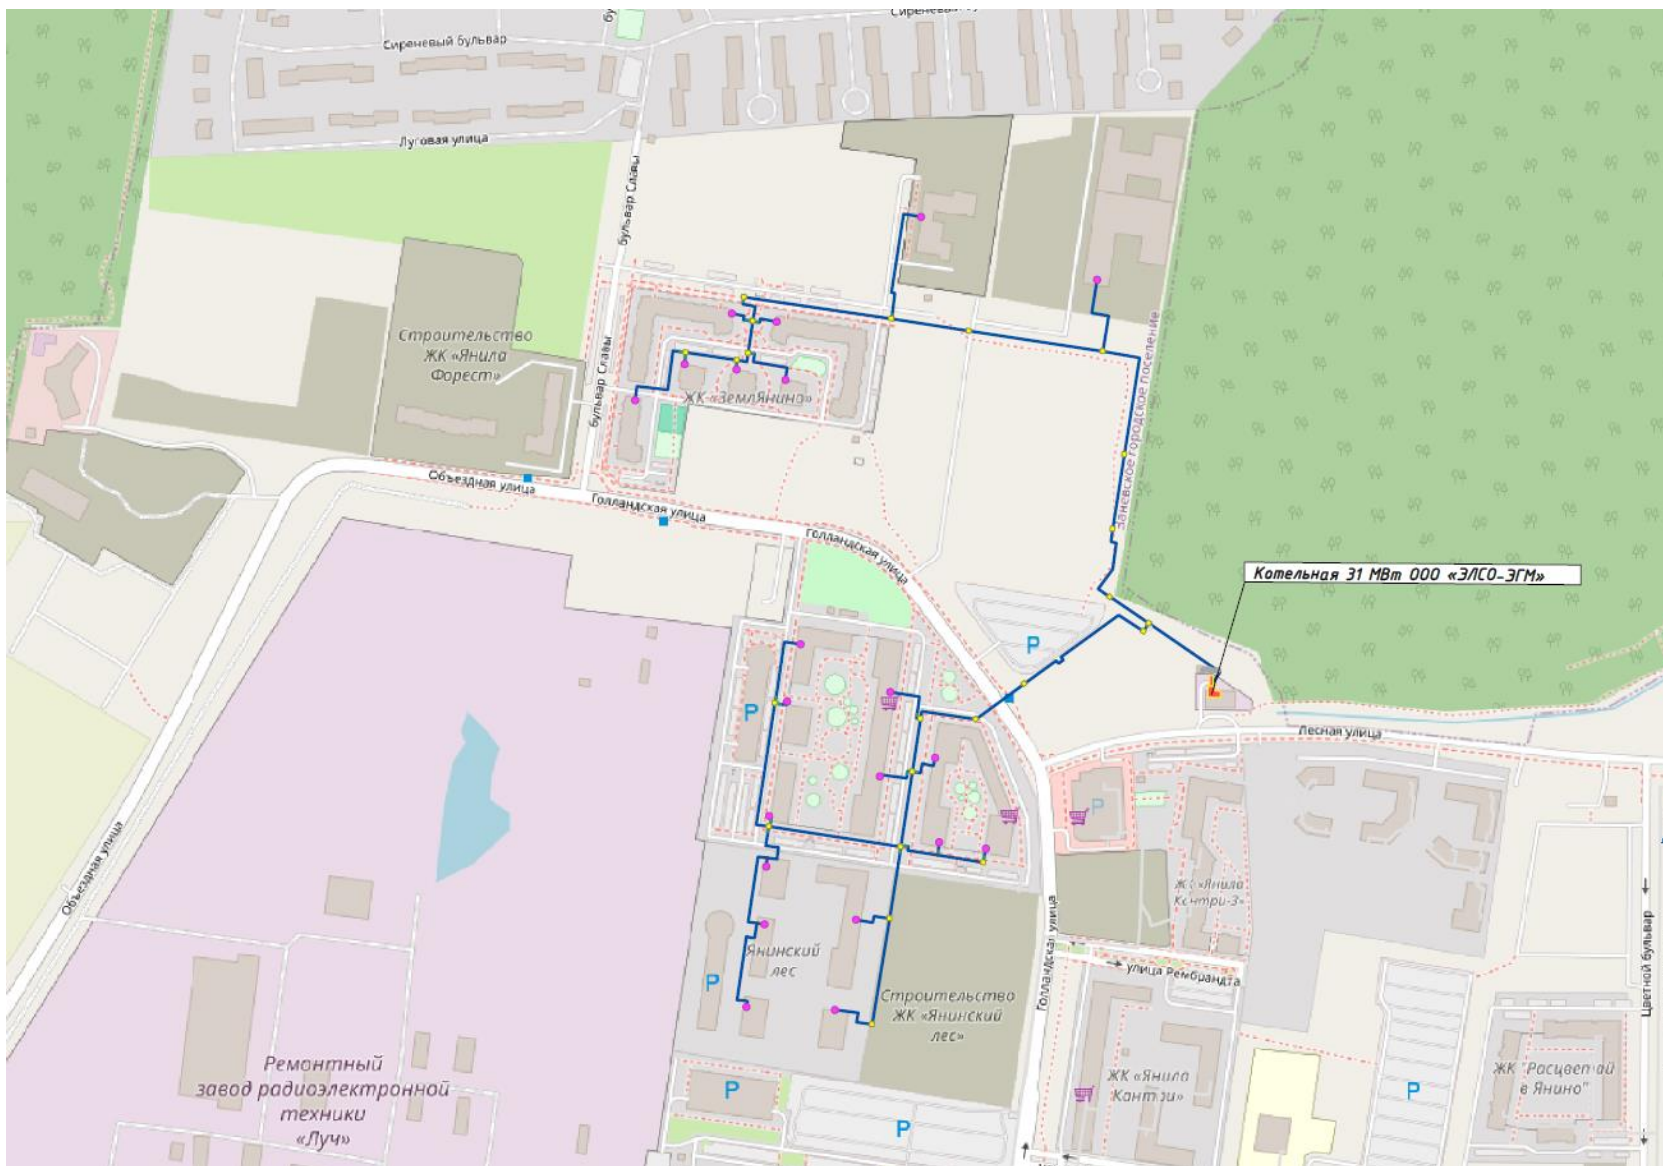 Сиреневый бульвар
Луговая улица
бульвар Славы
Строительство
ЖК «Янила
Форест»
бульвар Славы
ЖК «ЗемлЯнино»
Заневское городское поселение
Объездная улица
Голландская улица
Голландская улица
Котельная 31 МВт ООО «ЭЛСО-ЭГМ»
P
P
P
Лесная улица
Объездная улица
ЖК «Янила
Кантри-3»
Голландская улица
Цветной бульвар
Янинский
лес
P
улица Рембрандта
Строительство
ЖК «Янинский
лес»
Ремонтный
завод радиоэлектронной
техники
«Луч»
P
P
ЖК «Янила
Кантри»
P
ЖК "Расцветай
в Янино"